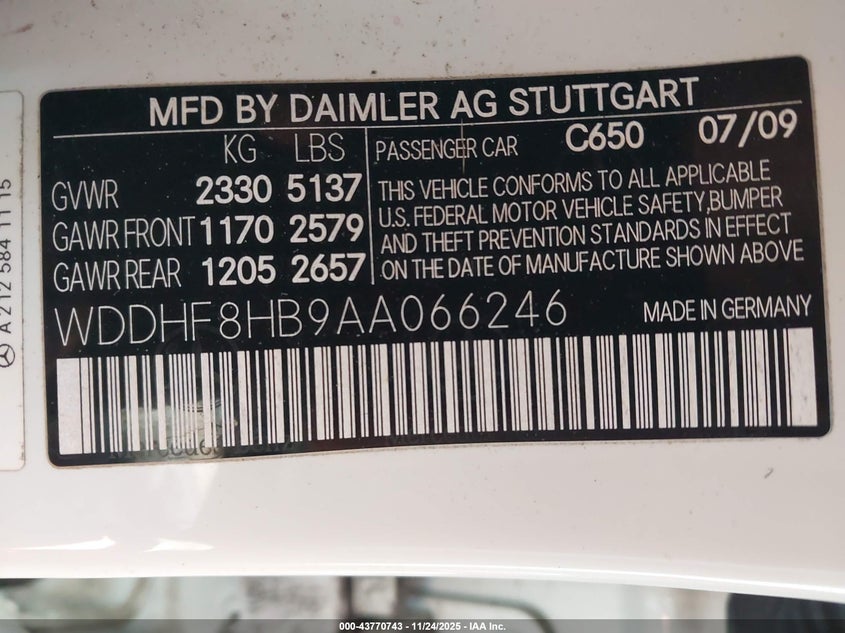 MFD BY DAIMLER AG STUTTGART
KG LBS
GVWR 2330 5137
GAWR FRONT 1170 2579
GAWR REAR 1205 2657
PASSENGER CAR C650 07/09
THIS VEHICLE CONFORMS TO ALL APPLICABLE
U.S. FEDERAL MOTOR VEHICLE SAFETY,BUMPER
AND THEFT PREVENTION STANDARDS IN EFFECT
ON THE DATE OF MANUFACTURE SHOWN ABOVE
WDDHF8HB9AA066246 MADE IN GERMANY
A 212 584 11 15
000-43770743 - 11/24/2025 - IAA Inc.